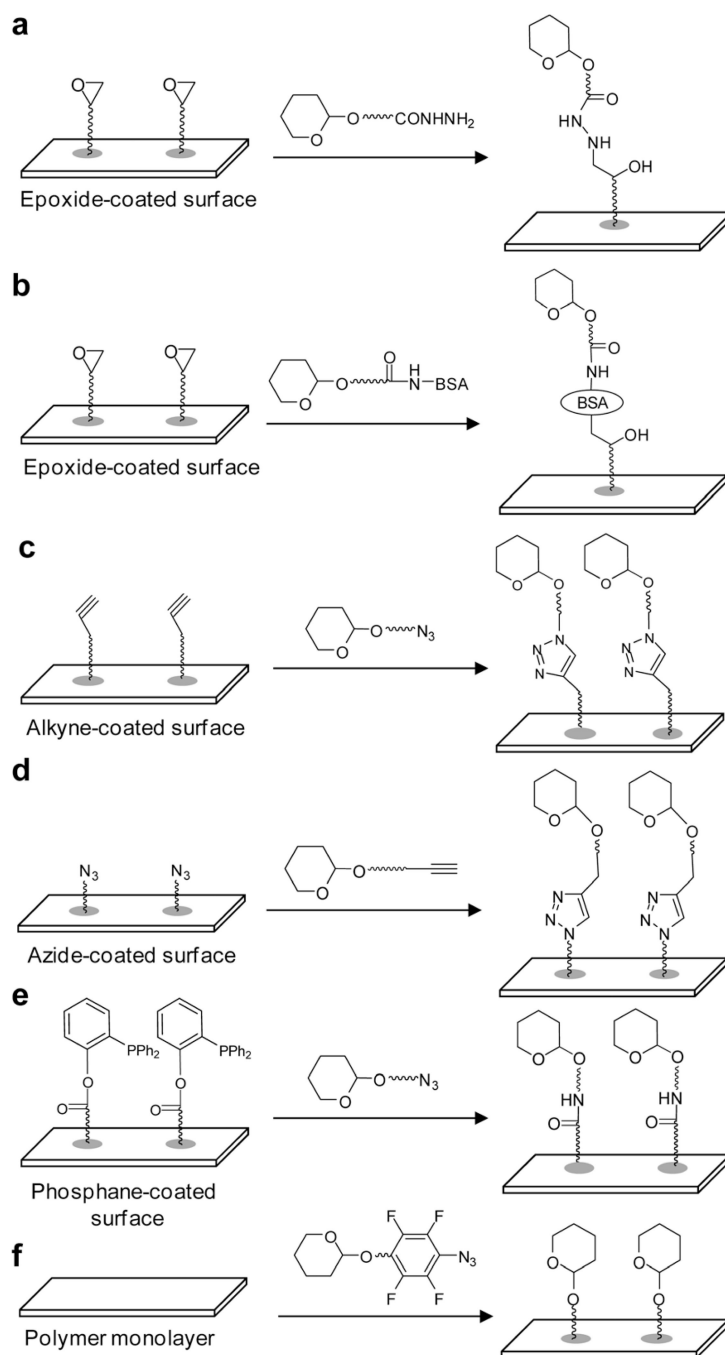 a
O O
O O CONHNH₂
O O
O
HN
NH
OH
Epoxide-coated surface
b
O O
O O O H N BSA
O O
O
NH
BSA
OH
Epoxide-coated surface
c
O O N₃
O O O O
N N N N N N
Alkyne-coated surface
d
N₃ N₃
O O
O O O O
N N N N N N
Azide-coated surface
e
PPh₂ PPh₂
O O
O O
O O N₃
O O O O
HN HN
O O
Phosphane-coated
surface
f
F F
O O N₃
F F
O O
O O
Polymer monolayer